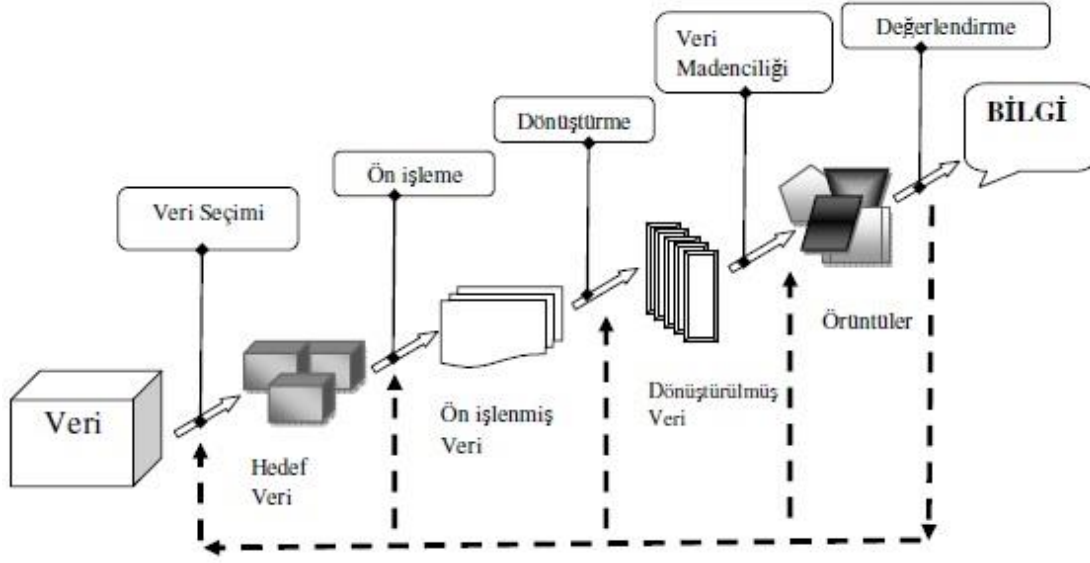 Değerlendirme
Veri
Madenciliği
BİLGİ
Dönüştürme
Ön işleme
Veri Seçimi
Örüntüler
Dönüştürülmüş
Veri
Ön işlenmiş
Veri
Veri
Hedef
Veri